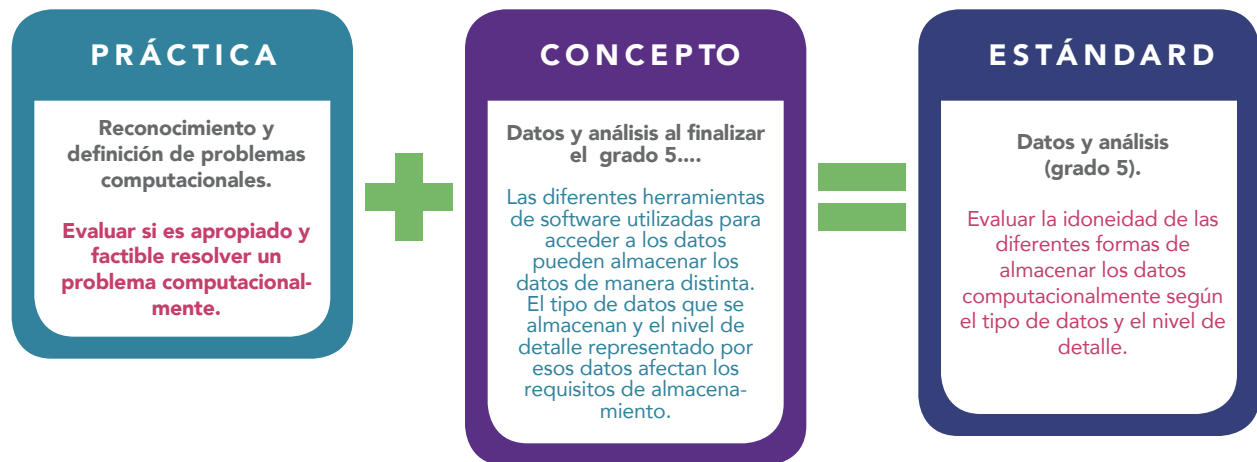 PRÁCTICA
Reconocimiento y
definición de problemas
computacionales.
Evaluar si es apropiado y
factible resolver un
problema computacional-
mente.
CONCEPTO
Datos y análisis al finalizar
el grado 5....
Las diferentes herramientas
de software utilizadas para
acceder a los datos
pueden almacenar los
datos de manera distinta.
El tipo de datos que se
almacenan y el nivel de
detalle representado por
esos datos afectan los
requisitos de almacena-
miento.
ESTÁNDARD
Datos y análisis
(grado 5).
Evaluar la idoneidad de las
diferentes formas de
almacenar los datos
computacionalmente según
el tipo de datos y el nivel de
detalle.